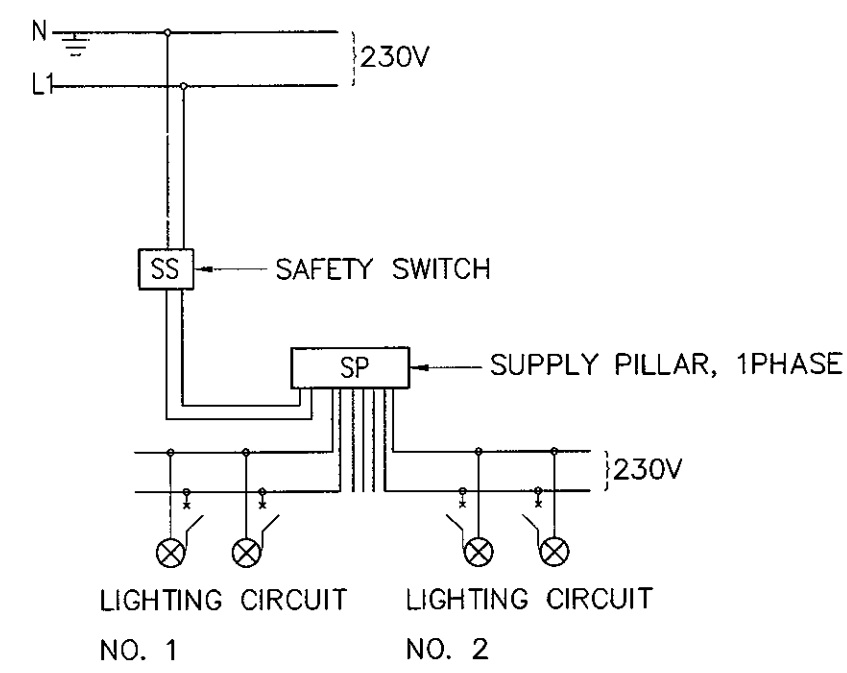 N
230V
L1
SS
SAFETY SWITCH
SP
SUPPLY PILLAR, 1PHASE
230V
LIGHTING CIRCUIT
NO. 1
LIGHTING CIRCUIT
NO. 2